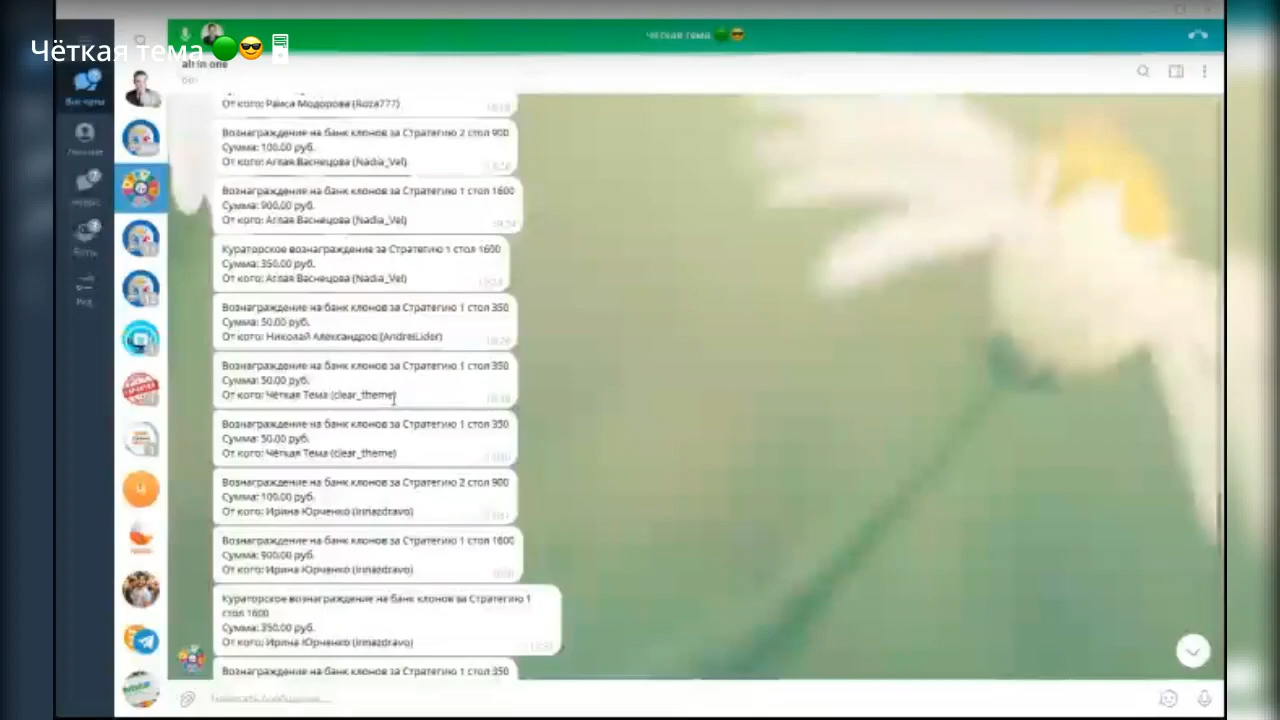 Чёткая тема
Чёткая тема
all in one
бот
Все чаты
От кого: Раиса Модорова (Roza777)
Вознаграждение на банк клонов за Стратегию 2 стол 900
Сумма: 100.00 руб.
От кого: Аглая Васнецова (Nadia_Vel)
Вознаграждение на банк клонов за Стратегию 1 стол 1600
Сумма: 900.00 руб.
От кого: Аглая Васнецова (Nadia_Vel)
Кураторское вознаграждение за Стратегию 1 стол 1600
Сумма: 350.00 руб.
От кого: Аглая Васнецова (Nadia_Vel)
Вознаграждение на банк клонов за Стратегию 1 стол 350
Сумма: 50.00 руб.
От кого: Николай Александров (AndreiLider)
Вознаграждение на банк клонов за Стратегию 1 стол 350
Сумма: 50.00 руб.
От кого: Чёткая Тема (clear_theme)
Вознаграждение на банк клонов за Стратегию 1 стол 350
Сумма: 50.00 руб.
От кого: Чёткая Тема (clear_theme)
Вознаграждение на банк клонов за Стратегию 2 стол 900
Сумма: 100.00 руб.
От кого: Ирина Юрченко (irinazdravo)
Вознаграждение на банк клонов за Стратегию 1 стол 1600
Сумма: 900.00 руб.
От кого: Ирина Юрченко (irinazdravo)
Кураторское вознаграждение на банк клонов за Стратегию 1
стол 1600
Сумма: 350.00 руб.
От кого: Ирина Юрченко (irinazdravo)
Вознаграждение на банк клонов за Стратегию 1 стол 350
Написать сообщение...